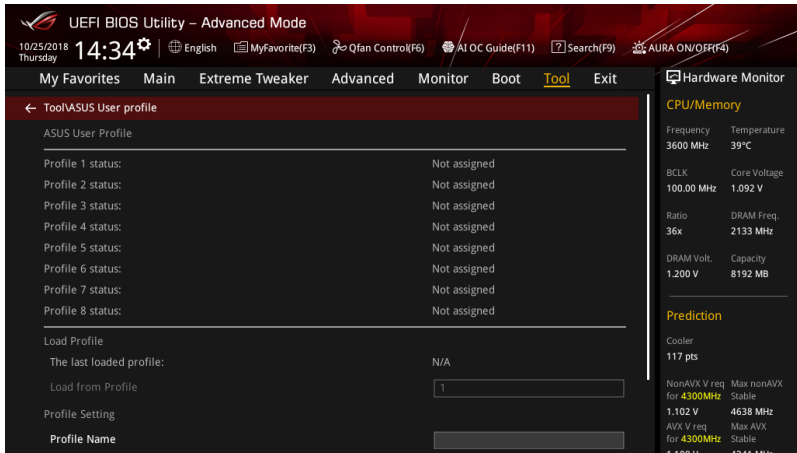 UEFI BIOS Utility – Advanced Mode
10/25/2018 Thursday 14:34 English MyFavorite(F3) Qfan Control(F6) AI OC Guide(F11) ? Search(F9) AURA ON/OFF(F4)
My Favorites Main Extreme Tweaker Advanced Monitor Boot Tool Exit
Hardware Monitor
← Tool\ASUS User profile
ASUS User Profile
Profile 1 status: Not assigned
Profile 2 status: Not assigned
Profile 3 status: Not assigned
Profile 4 status: Not assigned
Profile 5 status: Not assigned
Profile 6 status: Not assigned
Profile 7 status: Not assigned
Profile 8 status: Not assigned
Load Profile
The last loaded profile: N/A
Load from Profile 1
Profile Setting
Profile Name
CPU/Memory
Frequency Temperature
3600 MHz 39°C
BCLK Core Voltage
100.00 MHz 1.092 V
Ratio DRAM Freq.
36x 2133 MHz
DRAM Volt. Capacity
1.200 V 8192 MB
Prediction
Cooler
117 pts
NonAVX V req Max nonAVX
for 4300MHz Stable
1.102 V 4638 MHz
AVX V req Max AVX
for 4300MHz Stable